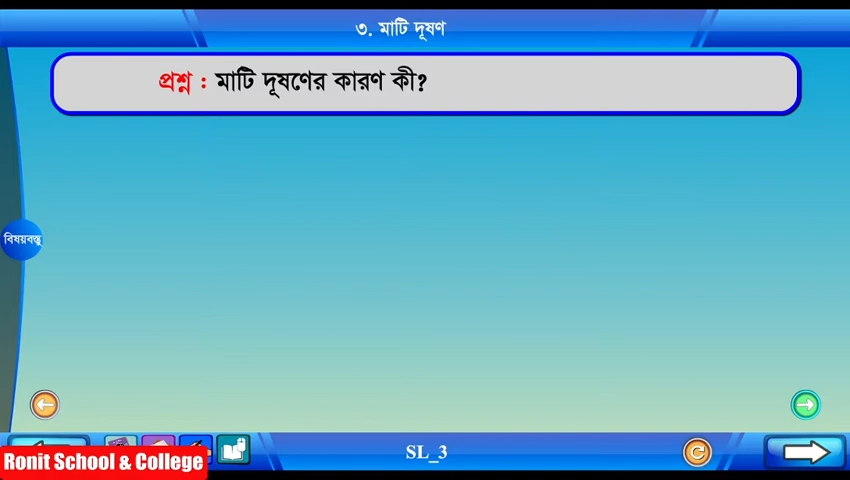 ৩. মাটি দূষণ
প্রশ্ন : মাটি দূষণের কারণ কী?
বিষয়বস্তু
SL_3
Ronit School & College